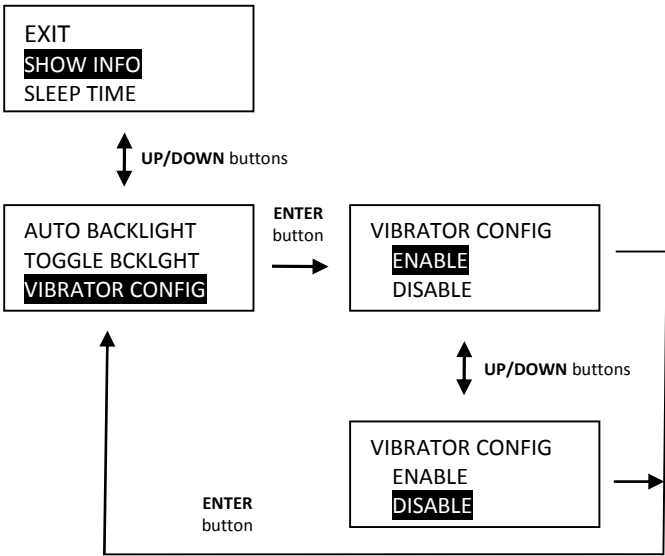 EXIT
SHOW INFO
SLEEP TIME
UP/DOWN buttons
AUTO BACKLIGHT
TOGGLE BCKLGHT
VIBRATOR CONFIG
ENTER
button
VIBRATOR CONFIG
ENABLE
DISABLE
UP/DOWN buttons
VIBRATOR CONFIG
ENABLE
DISABLE
ENTER
button